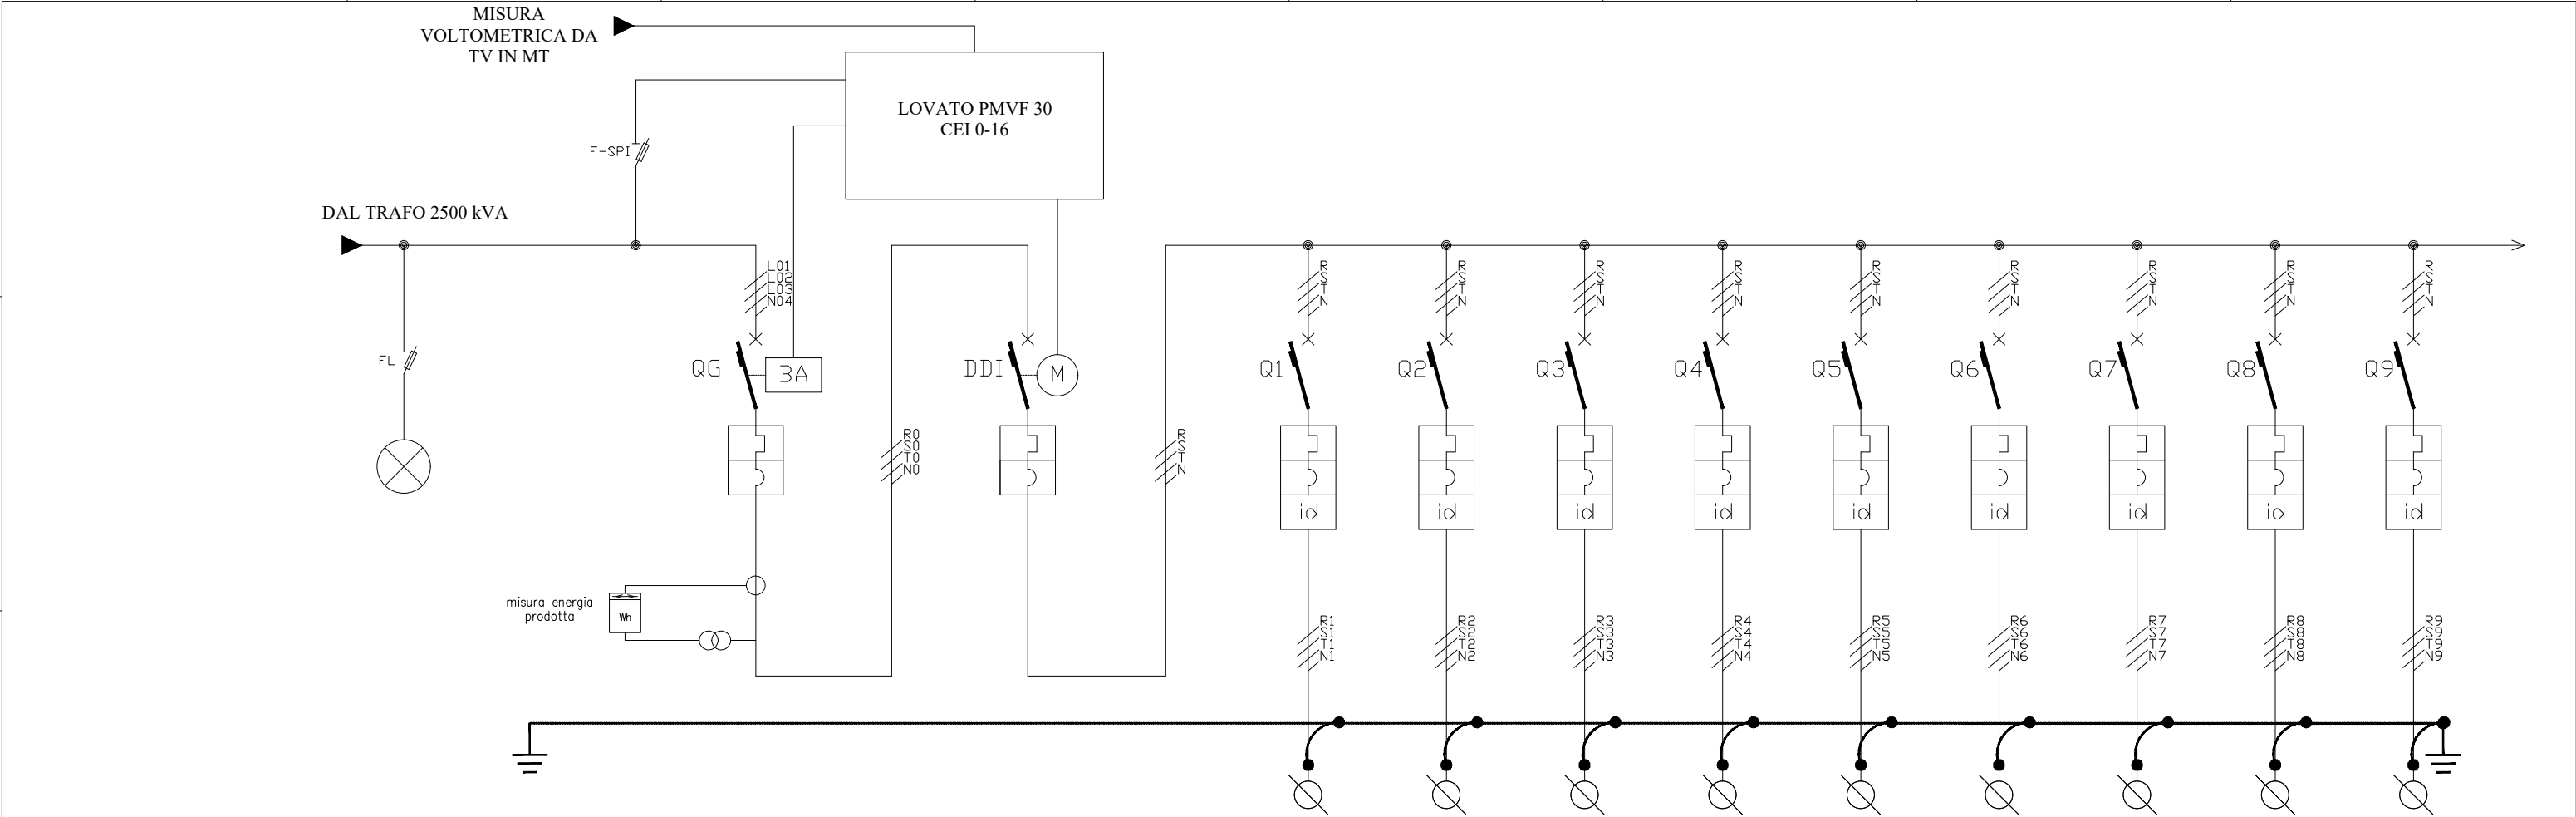 MISURA
VOLTOMETRICA DA
TV IN MT
LOVATO PMVF 30
CEI 0-16
F-SPI
DAL TRAFO 2500 kVA
L01
L02
L03
N04
R
S
T
N
R
S
T
N
R
S
T
N
R
S
T
N
R
S
T
N
R
S
T
N
R
S
T
N
R
S
T
N
R
S
T
N
FL
QG
BA
DDI
M
Q1
Q2
Q3
Q4
Q5
Q6
Q7
Q8
Q9
R0
S0
T0
N0
R
S
T
N
id
id
id
id
id
id
id
id
id
misura energia
prodotta
Wh
R1
S1
T1
N1
R2
S2
T2
N2
R3
S3
T3
N3
R4
S4
T4
N4
R5
S5
T5
N5
R6
S6
T6
N6
R7
S7
T7
N7
R8
S8
T8
N8
R9
S9
T9
N9